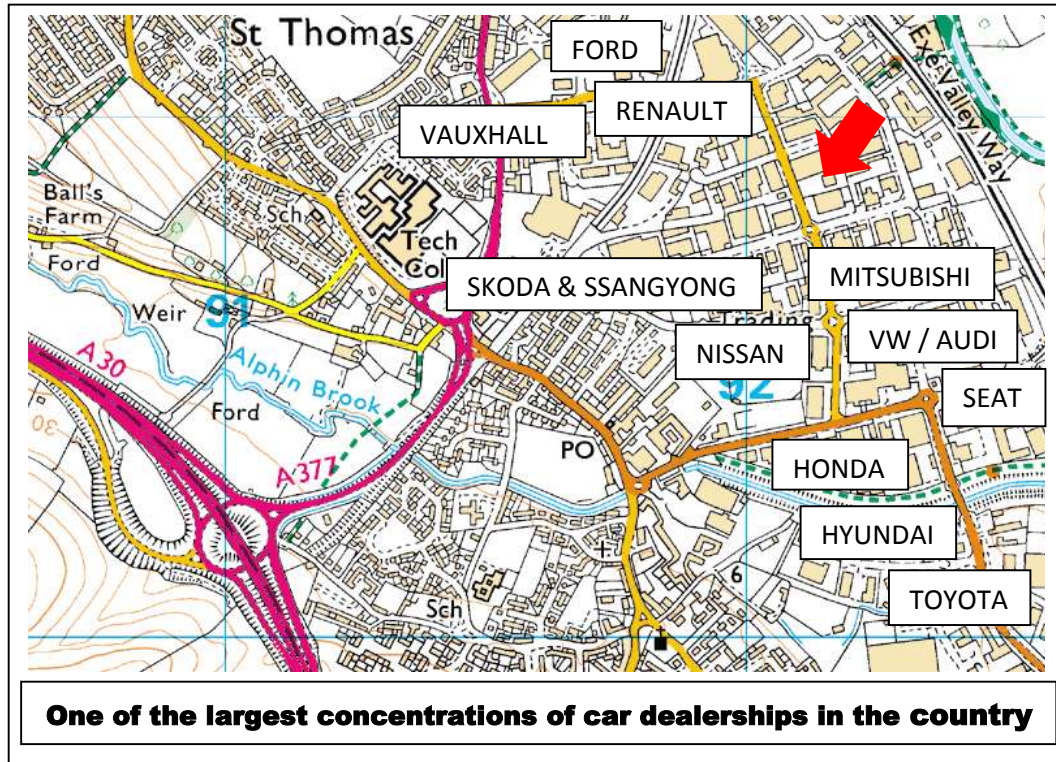 St Thomas
FORD
RENAULT
VAUXHALL
Exe Valley Way
Ball's
Farm
Sch
Ford
Tech
Col
SKODA & SSANGYONG
MITSUBISHI
Weir
91
Trading
VW / AUDI
NISSAN
A 30
Alphin Brook
92
SEAT
Ford
30
PO
A 377
HONDA
HYUNDAI
6
Sch
TOYOTA
One of the largest concentrations of car dealerships in the country